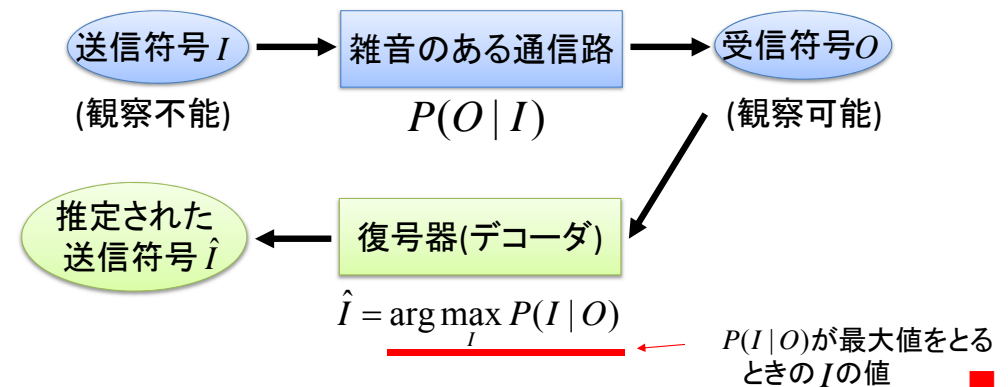 送信符号I
雑音のある通信路
受信符号O
(観察不能)
P(O|I)
(観察可能)
推定された
送信符号Î
復号器(デコーダ)
Î = arg max P(I|O)
I
P(I|O)が最大値をとる
ときのIの値